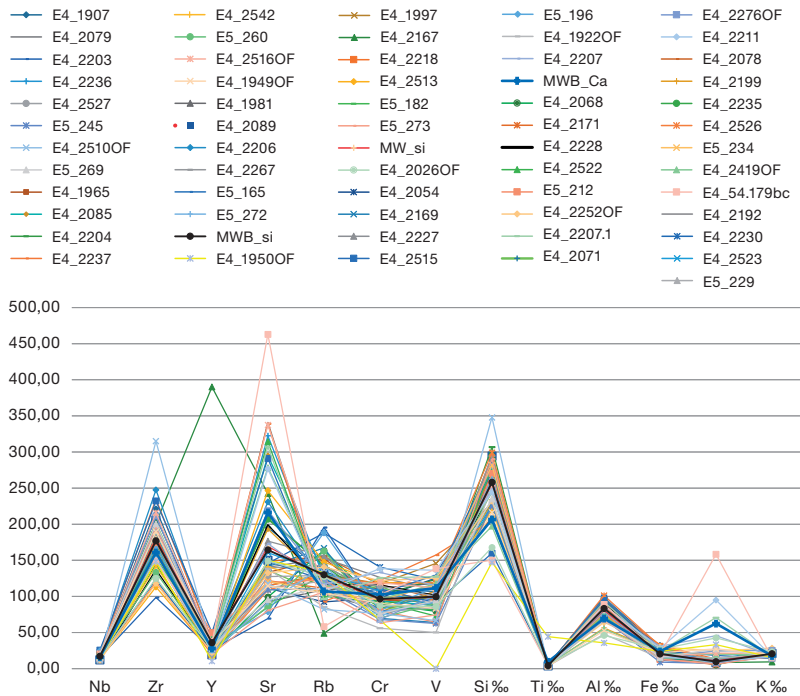 E4_1907 E4_2542 E4_1997 E5_196 E4_2276OF
E4_2079 E5_260 E4_2167 E4_1922OF E4_2211
E4_2203 E4_2516OF E4_2218 E4_2207 E4_2078
E4_2236 E4_1949OF E4_2513 MWB_Ca E4_2199
E4_2527 E4_1981 E5_182 E4_2068 E4_2235
E5_245 E4_2089 E5_273 E4_2171 E4_2526
E4_2510OF E4_2206 MW_si E4_2228 E5_234
E5_269 E4_2267 E4_2026OF E4_2522 E4_2419OF
E4_1965 E5_165 E4_2054 E5_212 E4_54.179bc
E4_2085 E5_272 E4_2169 E4_2252OF E4_2192
E4_2204 MWB_si E4_2227 E4_2207.1 E4_2230
E4_2237 E4_1950OF E4_2515 E4_2071 E4_2523
E5_229
500,00
450,00
400,00
350,00
300,00
250,00
200,00
150,00
100,00
50,00
0,00
Nb Zr Y Sr Rb Cr V Si ‰ Ti ‰ Al ‰ Fe ‰ Ca ‰ K ‰